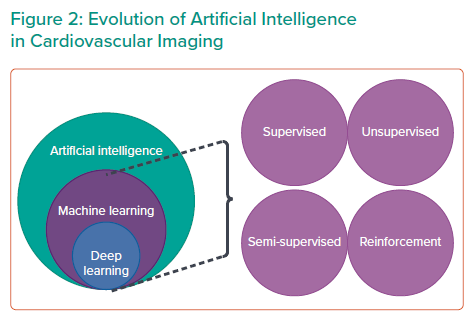 Figure 2: Evolution of Artificial Intelligence
in Cardiovascular Imaging
Artificial intelligence
Machine learning
Deep
learning
Supervised
Unsupervised
Semi-supervised
Reinforcement